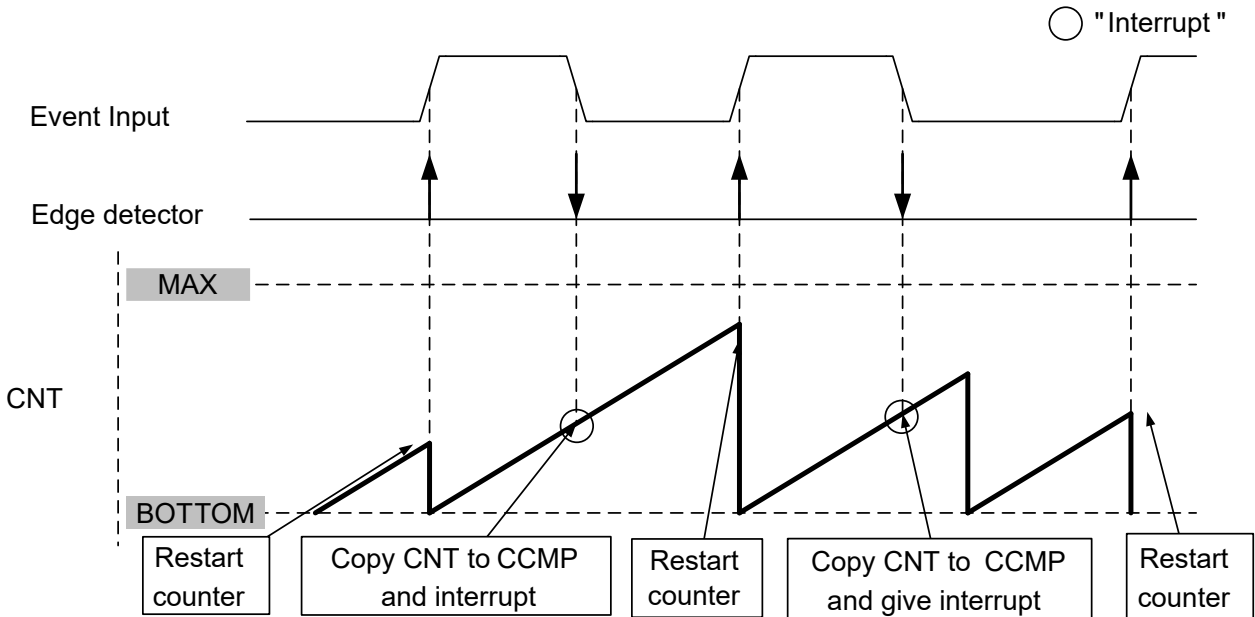 "Interrupt "
Event Input
Edge detector
MAX
CNT
BOTTOM
Restart
counter
Copy CNT to CCMP
and interrupt
Restart
counter
Copy CNT to  CCMP
and give interrupt
Restart
counter